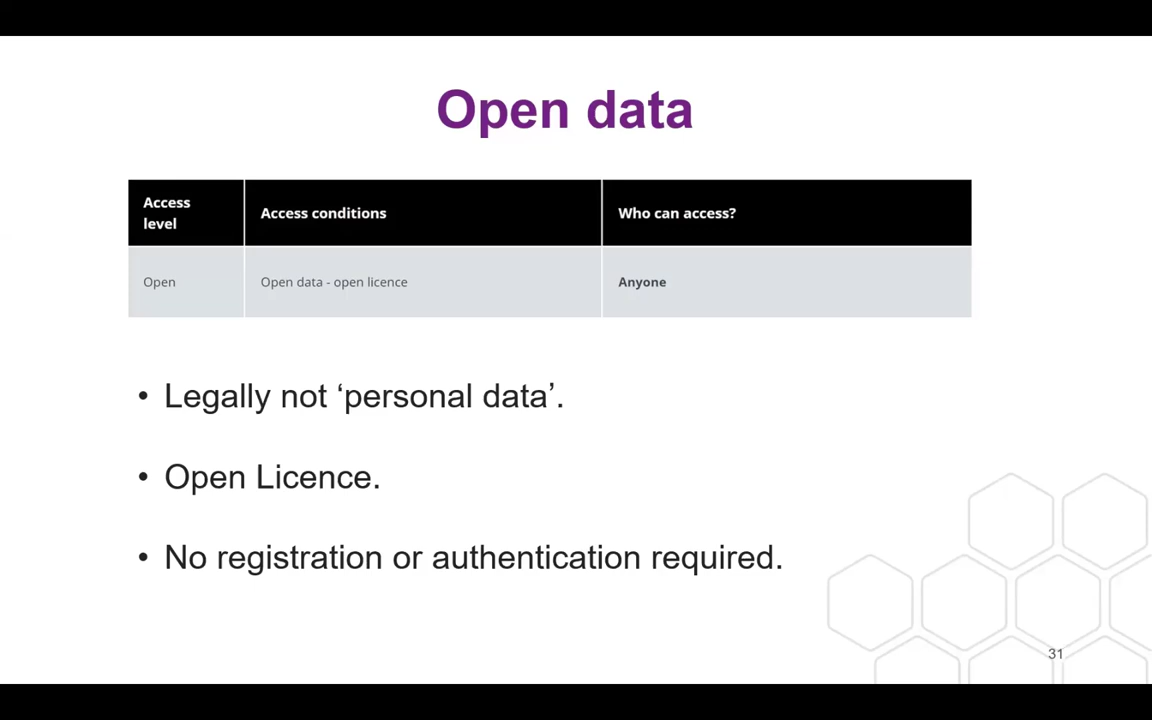 Open data
Access level
Access conditions
Who can access?
Open
Open data - open licence
Anyone
• Legally not ‘personal data’.
• Open Licence.
• No registration or authentication required.
31